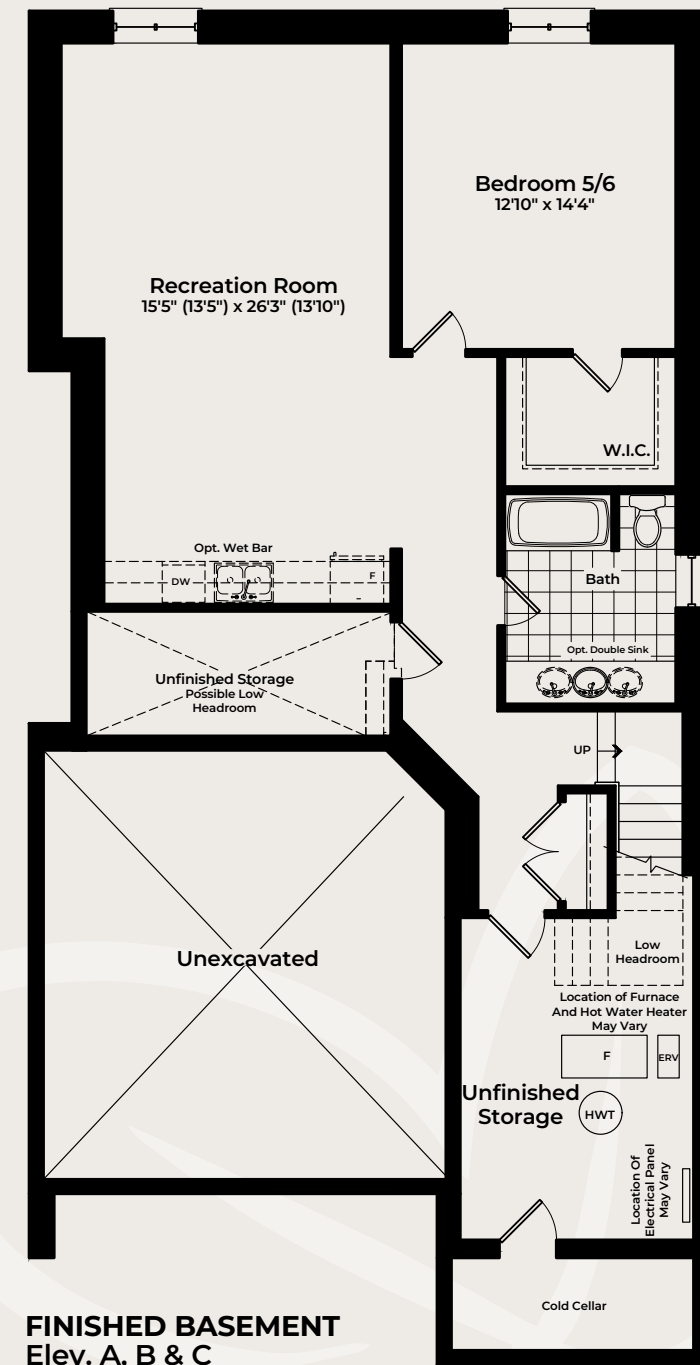 Bedroom 5/6
12'10" x 14'4"
Recreation Room
15'5" (13'5") x 26'3" (13'10")
W.I.C.
Opt. Wet Bar
DW
F
Bath
Opt. Double Sink
Unfinished Storage
Possible Low
Headroom
UP
Unexcavated
Low
Headroom
Location of Furnace
And Hot Water Heater
May Vary
F
ERV
Unfinished
Storage
HWT
Location Of
Electrical Panel
May Vary
Cold Cellar
FINISHED BASEMENT
Elev. A, B & C